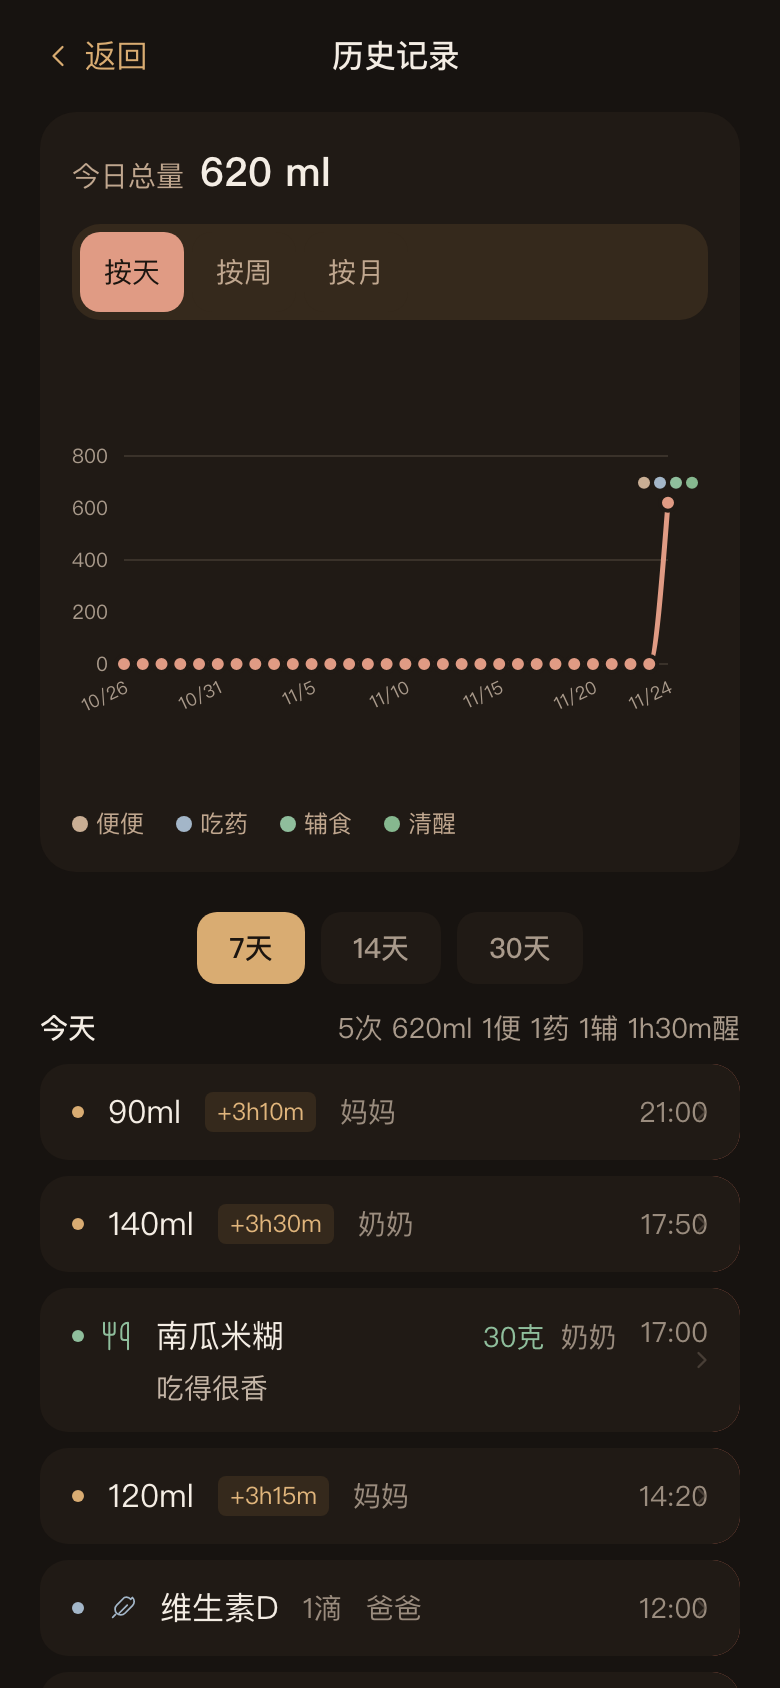 返回 历史记录
今日总量 620 ml
按天 按周 按月
800
600
400
200
0
10/26 10/31 11/5 11/10 11/15 11/20 11/24
便便 吃药 辅食 清醒
7天 14天 30天
今天 5次 620ml 1便 1药 1辅 1h30m醒
90ml +3h10m 妈妈 21:00
140ml +3h30m 奶奶 17:50
南瓜米糊 30克 奶奶 17:00
吃得很香
120ml +3h15m 妈妈 14:20
维生素D 1滴 爸爸 12:00